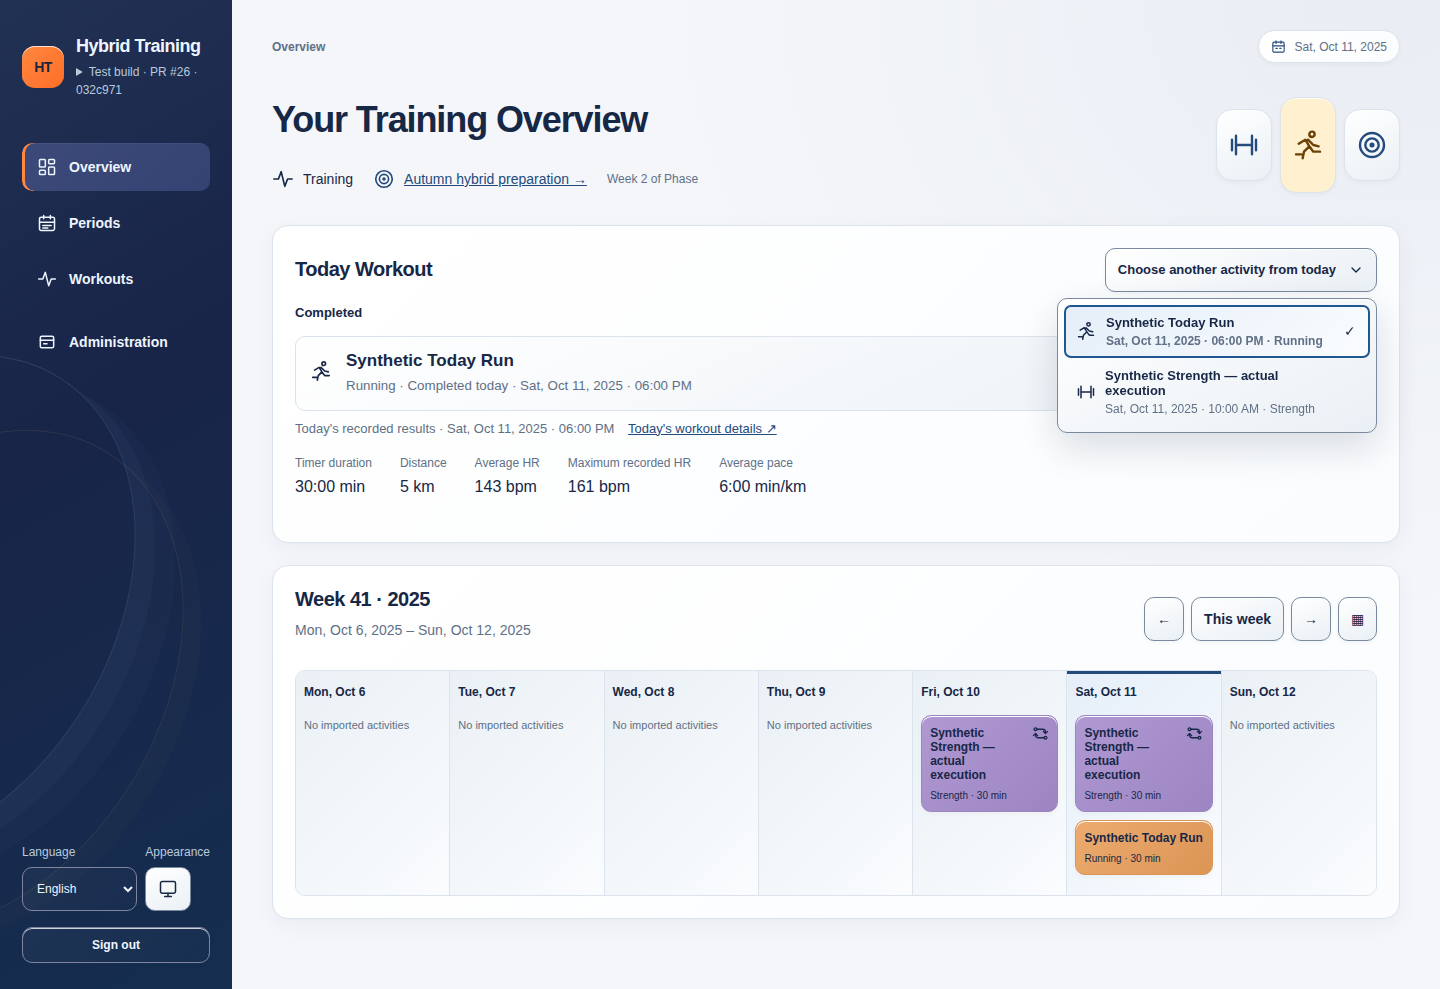 HT
Hybrid Training
Test build · PR #26 ·
032c971
Overview
Periods
Workouts
Administration
Language
Appearance
English
Sign out
Overview
Sat, Oct 11, 2025
Your Training Overview
Training
Autumn hybrid preparation →
Week 2 of Phase
Today Workout
Choose another activity from today
Synthetic Today Run
Sat, Oct 11, 2025 · 06:00 PM · Running
✓
Synthetic Strength — actual
execution
Sat, Oct 11, 2025 · 10:00 AM · Strength
Completed
Synthetic Today Run
Running · Completed today · Sat, Oct 11, 2025 · 06:00 PM
Today's recorded results · Sat, Oct 11, 2025 · 06:00 PM Today's workout details ↗
Timer duration
30:00 min
Distance
5 km
Average HR
143 bpm
Maximum recorded HR
161 bpm
Average pace
6:00 min/km
Week 41 · 2025
Mon, Oct 6, 2025 – Sun, Oct 12, 2025
←
This week
→
Mon, Oct 6
No imported activities
Tue, Oct 7
No imported activities
Wed, Oct 8
No imported activities
Thu, Oct 9
No imported activities
Fri, Oct 10
Synthetic
Strength —
actual
execution
Strength · 30 min
Sat, Oct 11
Synthetic
Strength —
actual
execution
Strength · 30 min
Synthetic Today Run
Running · 30 min
Sun, Oct 12
No imported activities